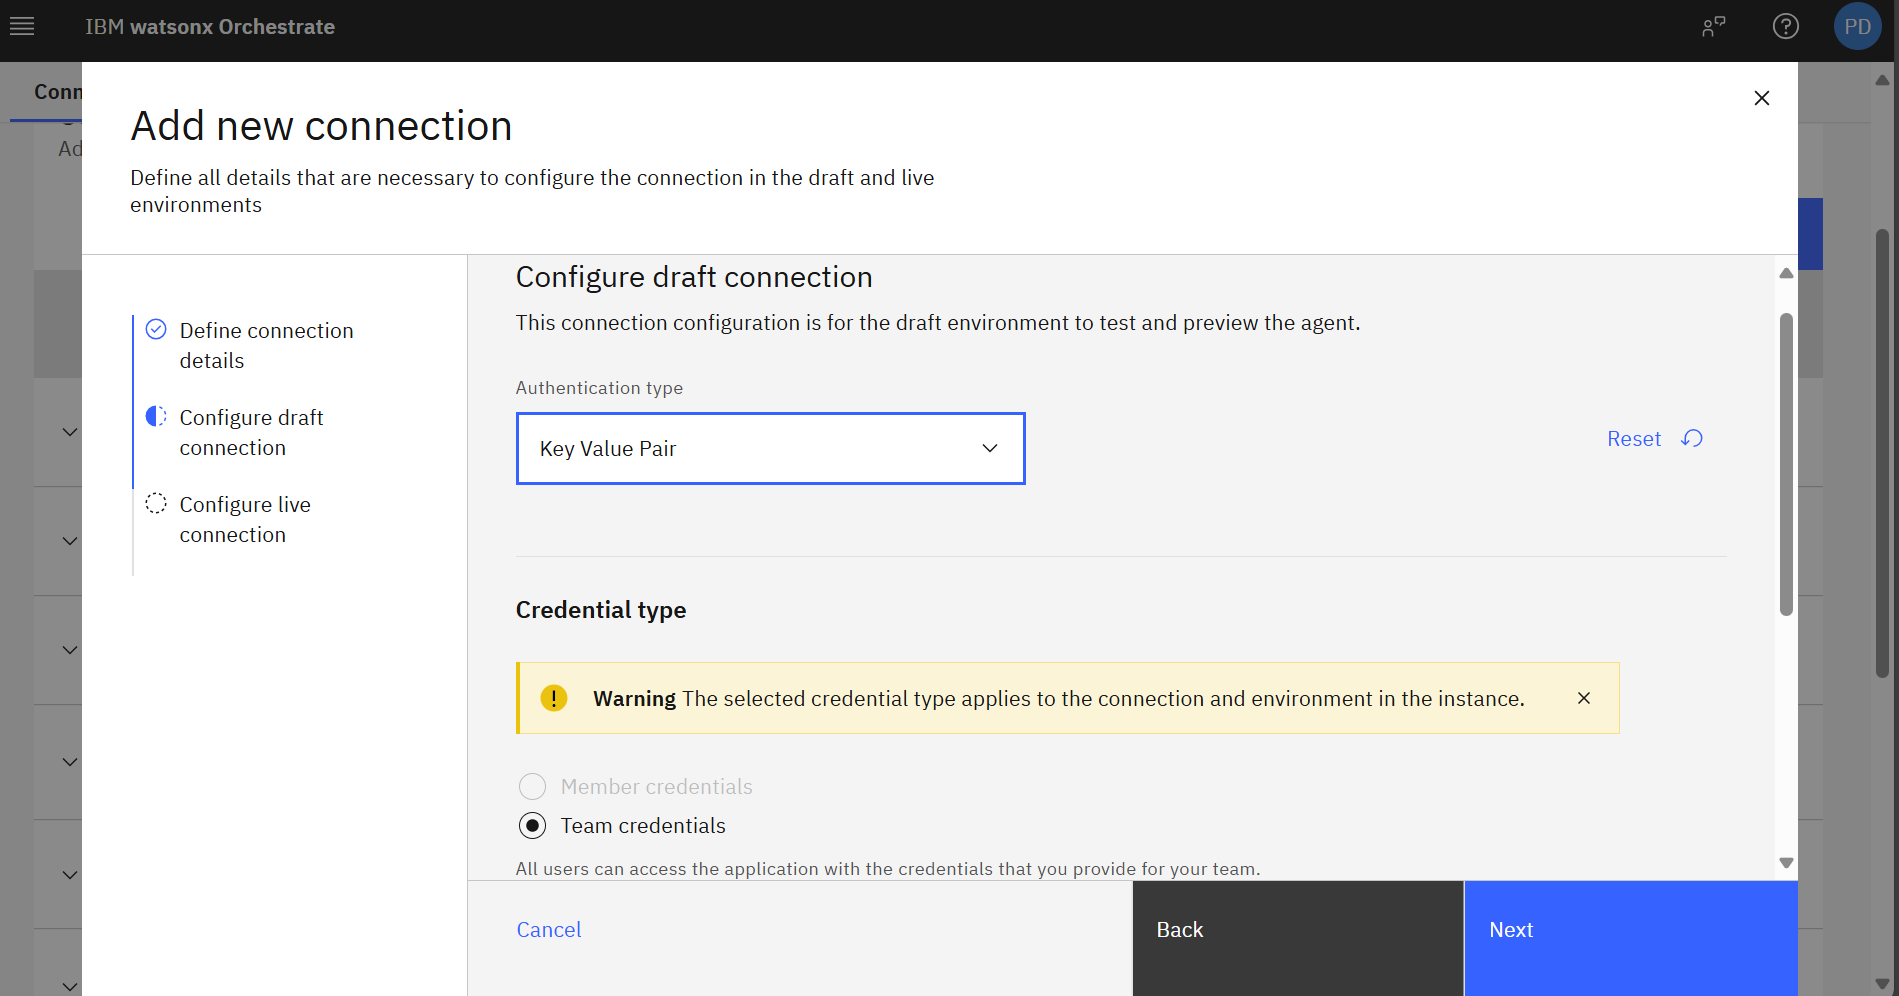 IBM watsonx Orchestrate
PD
Conn
Ad
Add new connection
Define all details that are necessary to configure the connection in the draft and live
environments
Define connection
details
Configure draft
connection
Configure live
connection
Configure draft connection
This connection configuration is for the draft environment to test and preview the agent.
Authentication type
Key Value Pair
Reset
Credential type
Warning The selected credential type applies to the connection and environment in the instance.
Member credentials
Team credentials
All users can access the application with the credentials that you provide for your team.
Cancel
Back
Next